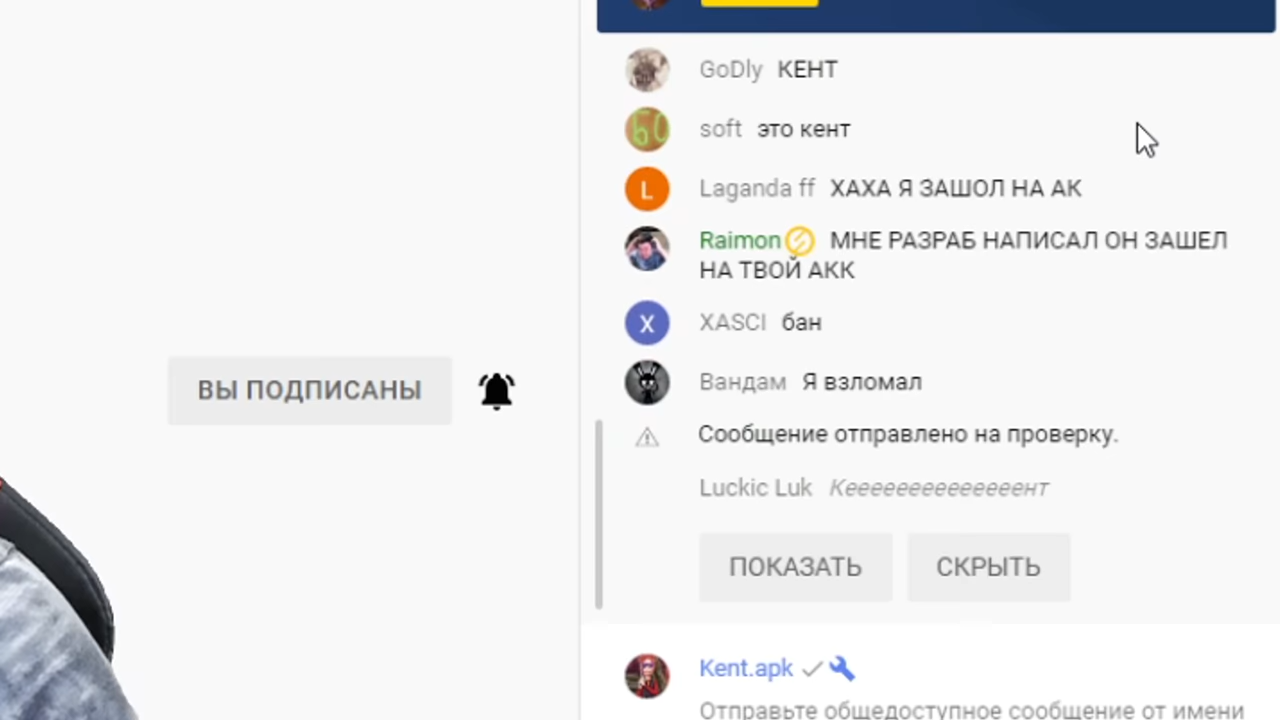 GoDly КЕНТ
soft это кент
L Laganda ff ХАХА Я ЗАШОЛ НА АК
Raimon МНЕ РАЗРАБ НАПИСАЛ ОН ЗАШЕЛ
НА ТВОЙ АКК
X XASCI бан
ВЫ ПОДПИСАНЫ
Вандам Я взломал
Сообщение отправлено на проверку.
Luckic Luk Кееееееееееееeент
ПОКАЗАТЬ СКРЫТЬ
Kent.apk
Отправьте общедоступное сообщение от имени